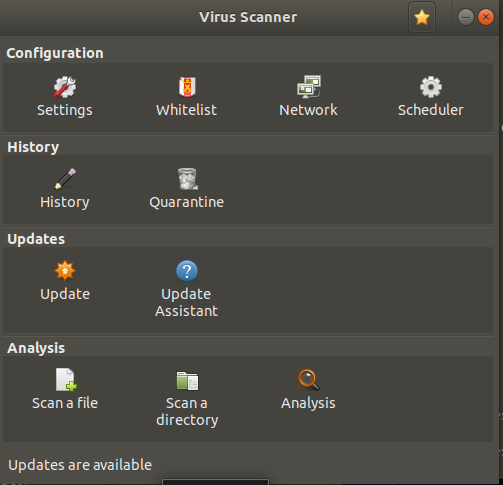 Virus Scanner
Configuration
Settings Whitelist Network Scheduler
History
History Quarantine
Updates
Update Update
Assistant
Analysis
Scan a file Scan a Analysis
directory
Updates are available